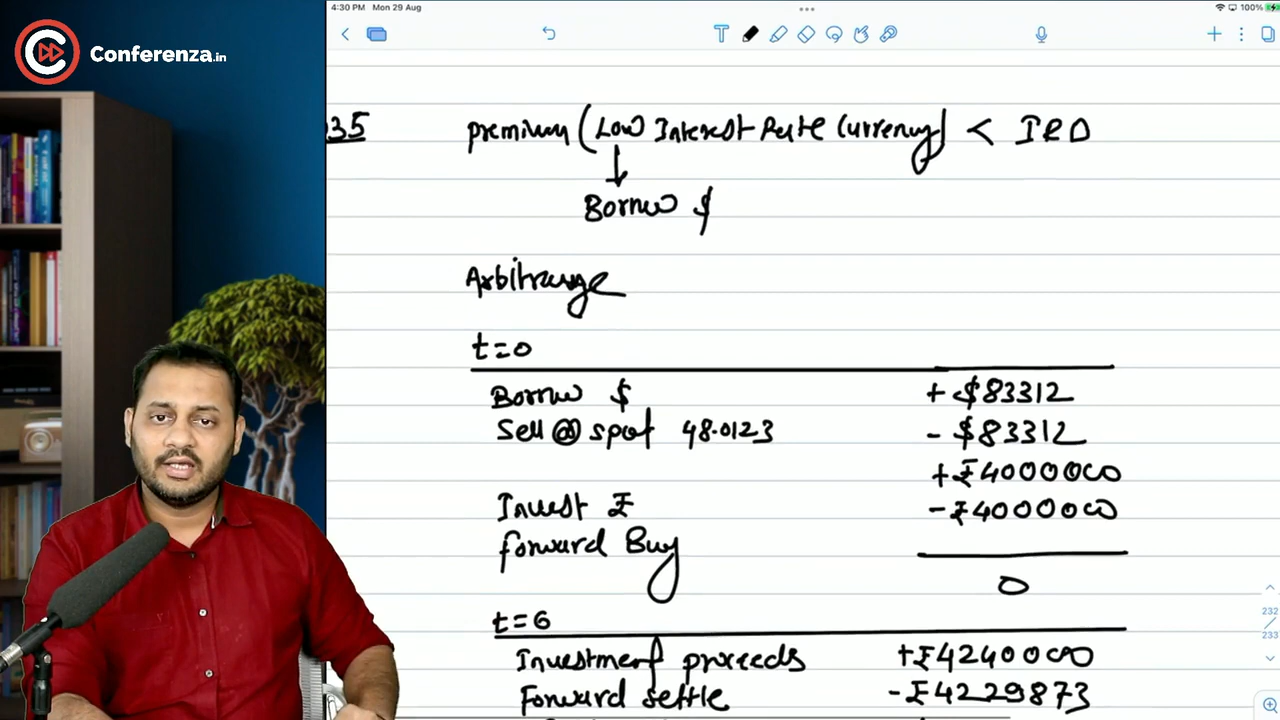 4:30 PM Mon 29 Aug
100%
Conferenza.in
T
35
premium (Low Interest Rate Currency) < IRD
Borrow $
Arbitrage
t=0
Borrow $ +$83312
Sell @ spot 48.0123 -$83312
+₹4000000
Invest ₹ -₹4000000
forward Buy
0
t=6
Investment proceeds +₹4240000
Forward settle -₹4229873
232
233